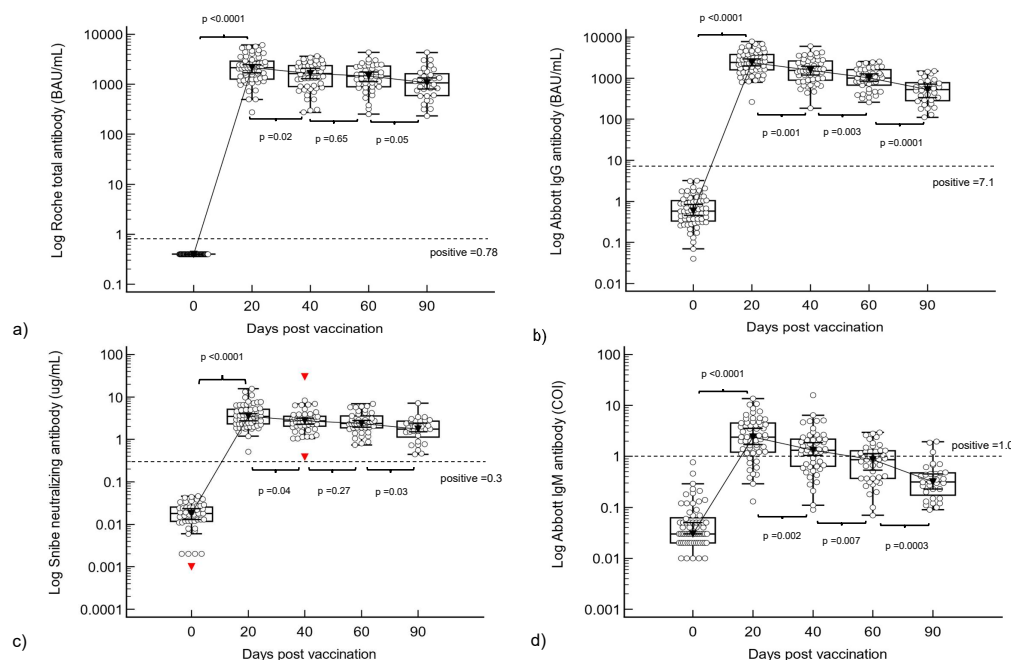 p <0.0001
10000
1000
100
10
1
0.1
Log Roche total antibody (BAU/mL)
p =0.02
p =0.65
p =0.05
positive =0.78
0
20
40
60
90
Days post vaccination
a)
p <0.0001
10000
1000
100
10
1
0.1
0.01
Log Abbott IgG antibody (BAU/mL)
p =0.001
p =0.003
p =0.0001
positive =7.1
0
20
40
60
90
Days post vaccination
b)
100
10
1
0.1
0.01
0.001
0.0001
Log Snibe neutralizing antibody (ug/mL)
p <0.0001
p =0.04
p =0.27
p =0.03
positive =0.3
0
20
40
60
90
Days post vaccination
c)
100
10
1
0.1
0.01
0.001
Log Abbott IgM antibody (COI)
p <0.0001
positive =1.0
p =0.002
p =0.007
p =0.0003
0
20
40
60
90
Days post vaccination
d)